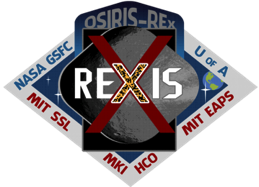 OSIRIS-REx
NASA GSFC
U OF A
REXIS
MIT SSL
MIT EAPS
MKI HCO